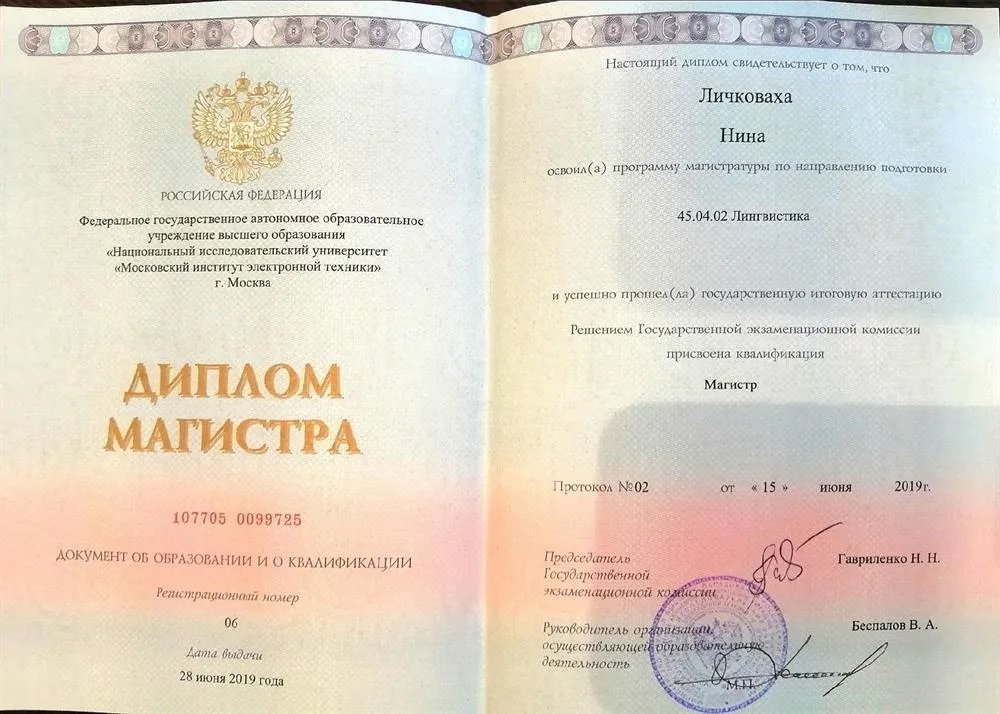 РОССИЙСКАЯ ФЕДЕРАЦИЯ
Федеральное государственное автономное образовательное
учреждение высшего образования
«Национальный исследовательский университет
«Московский институт электронной техники»
г. Москва
ДИПЛОМ
МАГИСТРА
107705 0099725
ДОКУМЕНТ ОБ ОБРАЗОВАНИИ И О КВАЛИФИКАЦИИ
Регистрационный номер
06
Дата выдачи
28 июня 2019 года
Настоящий диплом свидетельствует о том, что
Личковаха
Нина
освоил(а) программу магистратуры по направлению подготовки
45.04.02 Лингвистика
и успешно прошел(ла) государственную итоговую аттестацию
Решением Государственной экзаменационной комиссии
присвоена квалификация
Магистр
Протокол №02 от « 15 » июня 2019г.
Председатель
Государственной
экзаменационной комиссии
Гавриленко Н. Н.
Руководитель организации,
осуществляющей образовательную
деятельность
Беспалов В. А.
М.П.